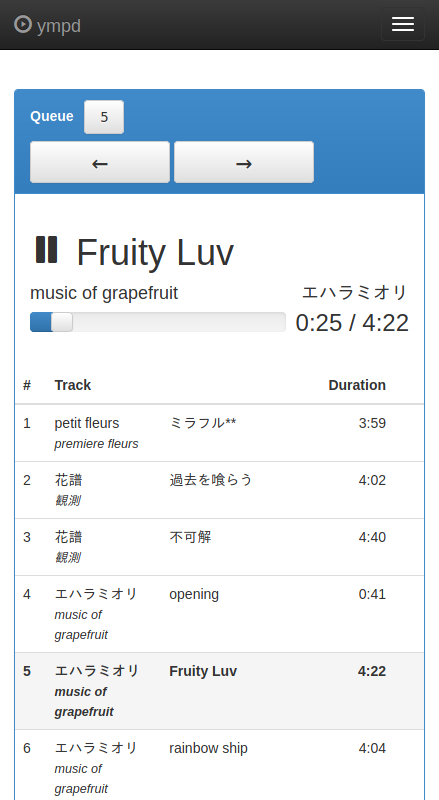 ympd
Queue 5
← →
Fruity Luv
music of grapefruit エハラミオリ
0:25 / 4:22
# Track Duration
1 petit fleurs ミラフル** 3:59
premiere fleurs
2 花譜 過去を喰らう 4:02
観測
3 花譜 不可解 4:40
観測
4 エハラミオリ opening 0:41
music of
grapefruit
5 エハラミオリ Fruity Luv 4:22
music of
grapefruit
6 エハラミオリ rainbow ship 4:04
music of
grapefruit